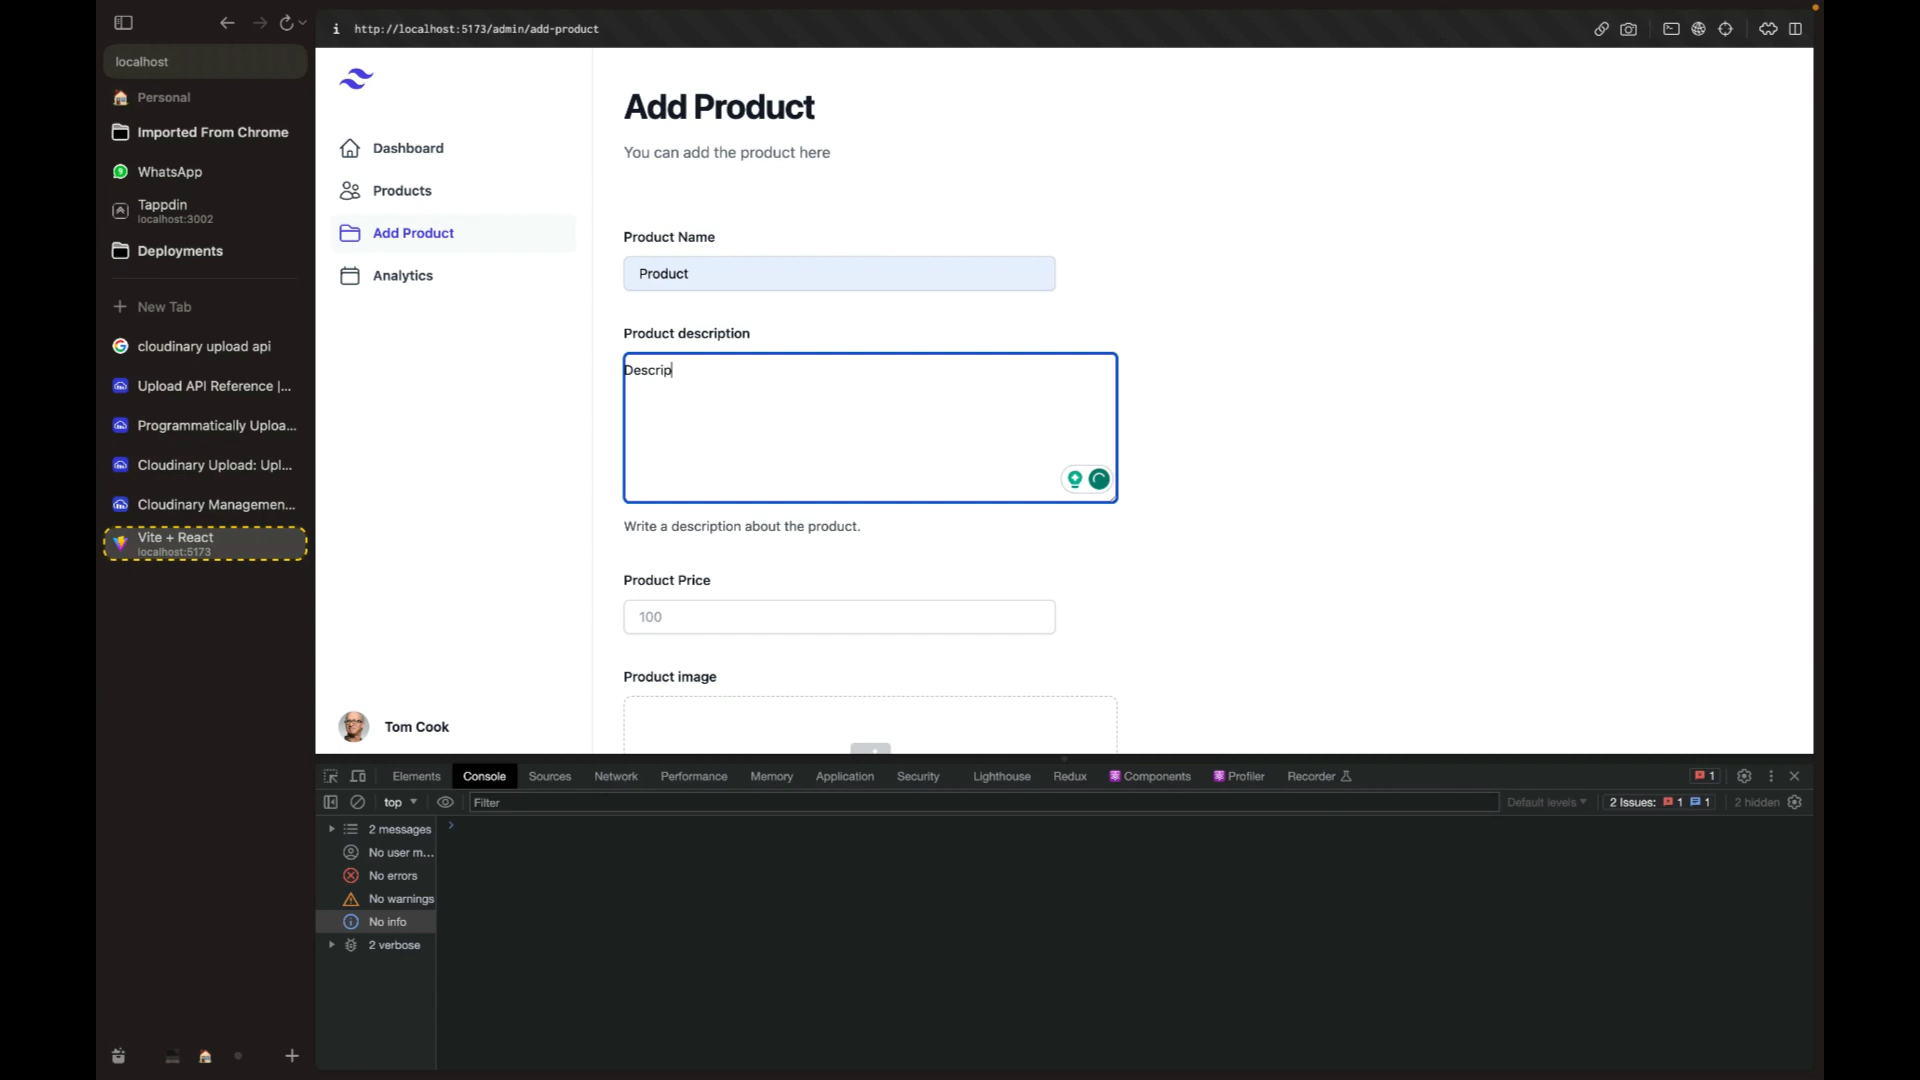 http://localhost:5173/admin/add-product
localhost
Personal
Imported From Chrome
WhatsApp
Tappdin
localhost:3002
Deployments
New Tab
cloudinary upload api
Upload API Reference |...
Programmatically Uploa...
Cloudinary Upload: Upl...
Cloudinary Managemen...
Vite + React
localhost:5173
Dashboard
Products
Add Product
Analytics
Tom Cook
Add Product
You can add the product here
Product Name
Product
Product description
Descrip
Write a description about the product.
Product Price
100
Product image
Elements Console Sources Network Performance Memory Application Security Lighthouse Redux Components Profiler Recorder 1
top Filter Default levels 2 Issues: 1 1 2 hidden
2 messages
No user m...
No errors
No warnings
No info
2 verbose